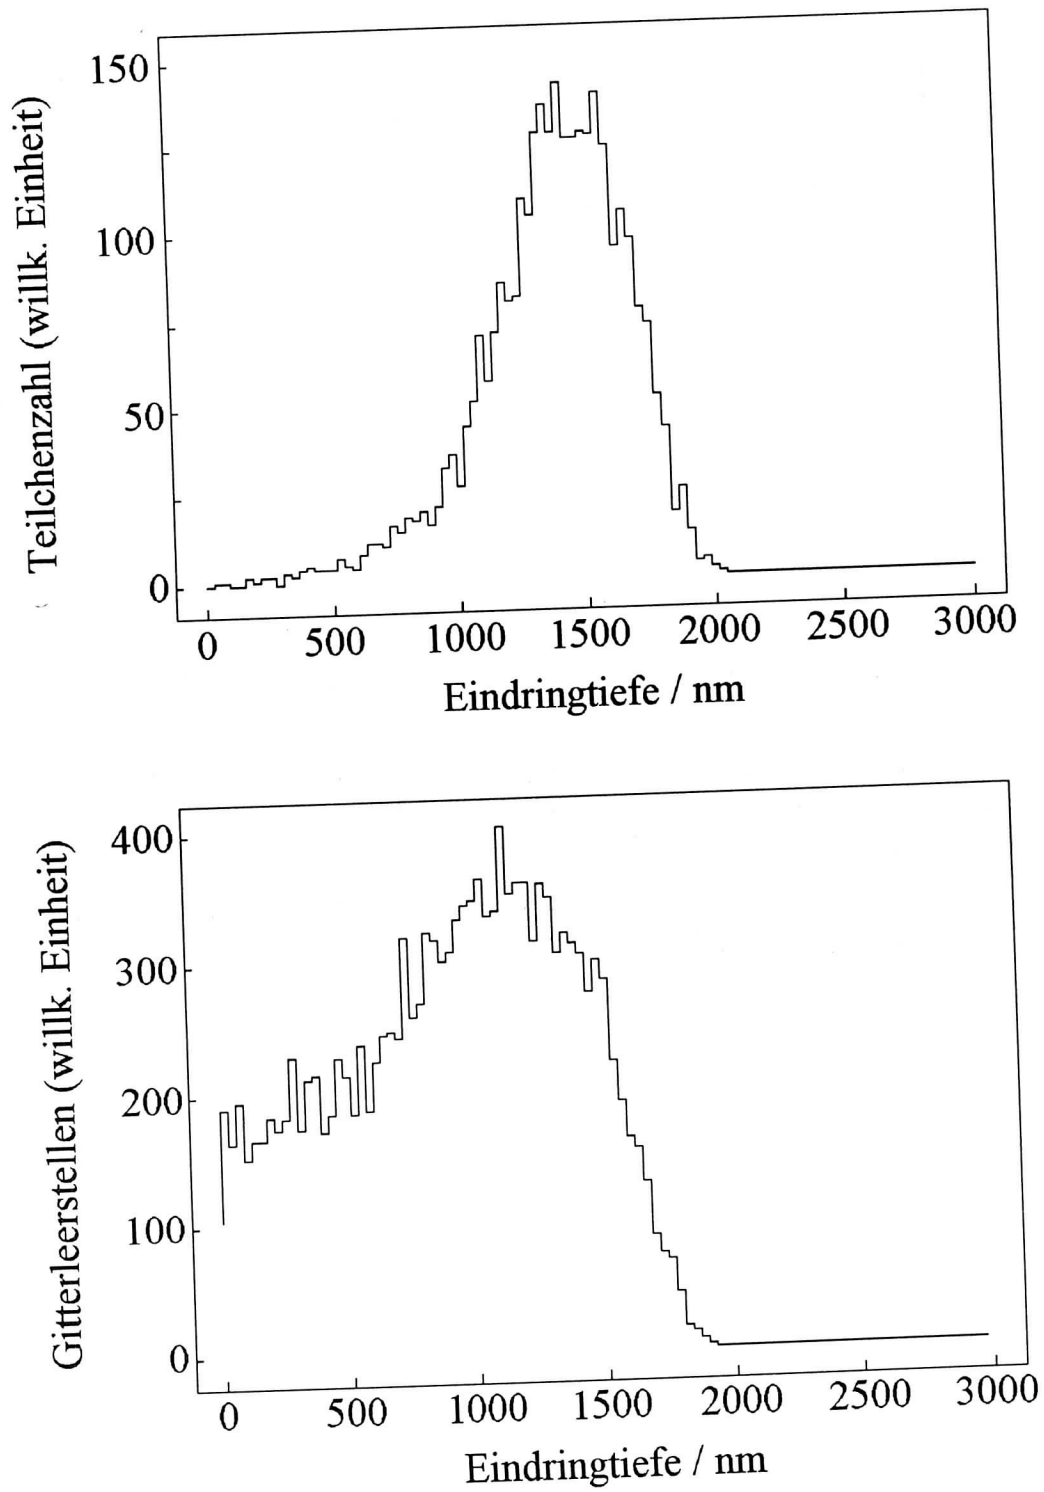 Teilchenzahl (willk. Einheit)
150
100
50
0
0 500 1000 1500 2000 2500 3000
Eindringtiefe / nm
Gitterleerstellen (willk. Einheit)
400
300
200
100
0
0 500 1000 1500 2000 2500 3000
Eindringtiefe / nm